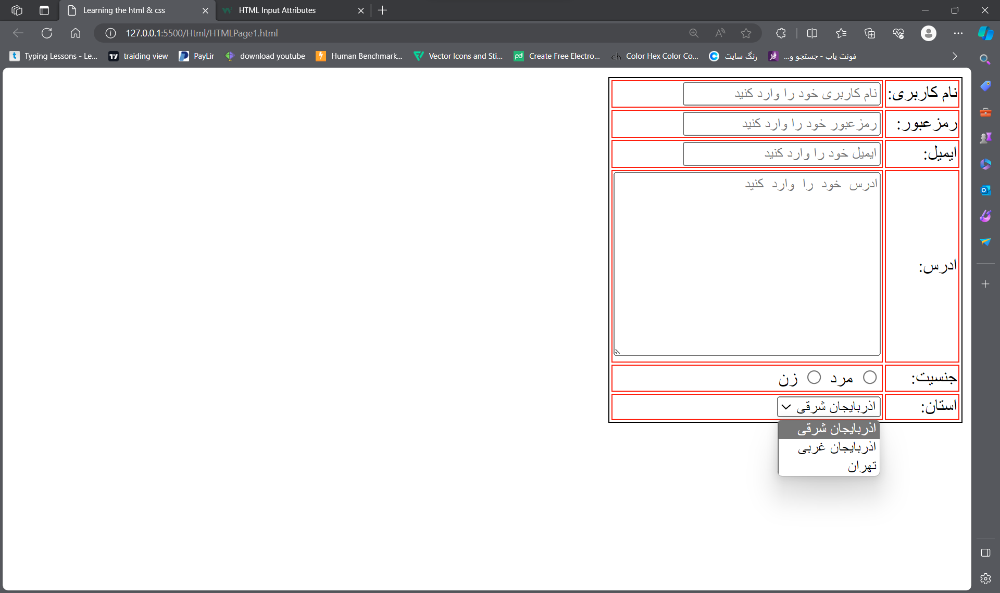 Learning the html & css
HTML Input Attributes
127.0.0.1:5500/Html/HTMLPage1.html
Typing Lessons - Le...
traiding view
PayLir
download youtube
Human Benchmark...
Vector Icons and Sti...
Create Free Electro...
Color Hex Color Co...
رنگ سایت
فونت یاب - جستجو و...
نام کاربری: نام کاربری خود را وارد کنید
رمزعبور: رمزعبور خود را وارد کنید
ایمیل: ایمیل خود را وارد کنید
ادرس: ادرس خود را وارد کنید
جنسیت: مرد زن
استان: اذربایجان شرقی
اذربایجان شرقی
اذربایجان غربی
تهران